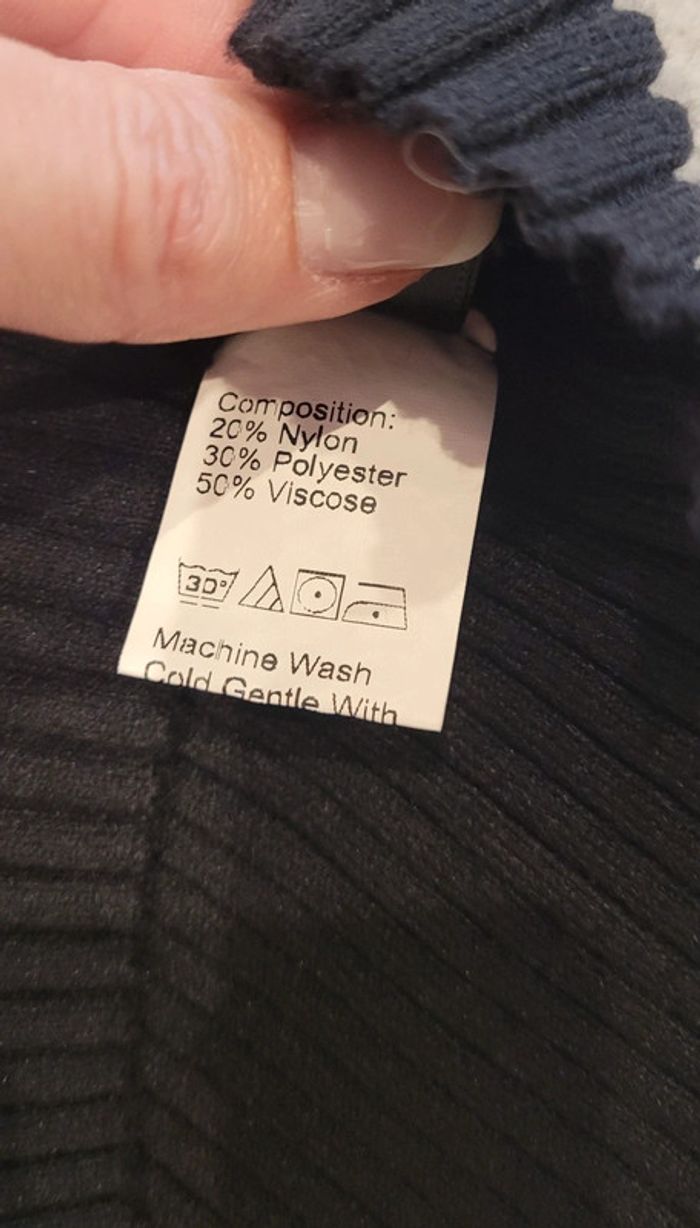 Composition:
20% Nylon
30% Polyester
50% Viscose
30°
Machine Wash
Cold Gentle With